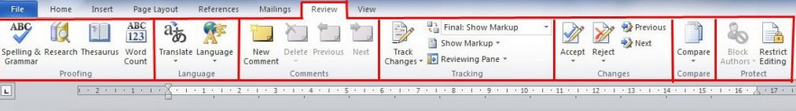 File Home Insert Page Layout References Mailings Review View
ABC ABC 123 Final: Show Markup Previous
Show Markup Next
Spelling & Grammar Research Thesaurus Word Count Translate Language New Comment Delete Previous Next Track Changes Reviewing Pane Accept Reject Compare Block Authors Restrict Editing
Proofing Language Comments Tracking Changes Compare Protect
L 2 1 1 2 3 4 5 6 7 8 9 10 11 12 13 14 15 17 18